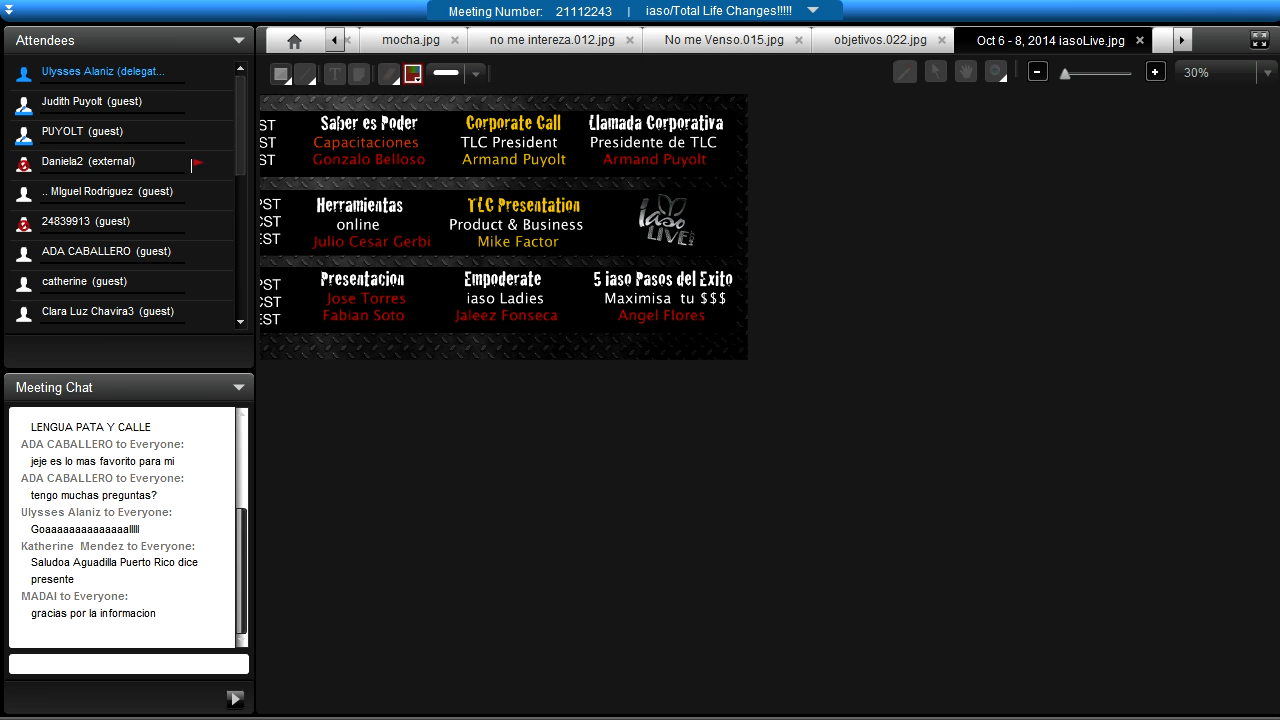 Meeting Number: 21112243 | iaso/Total Life Changes!!!!!
Attendees
mocha.jpg
no me intereza.012.jpg
No me Venso.015.jpg
objetivos.022.jpg
Oct 6 - 8, 2014 iasoLive.jpg
30%
Ulysses Alaniz (delegat...
Judith Puyolt (guest)
PUYOLT (guest)
Daniela2 (external)
.. MIguel Rodriguez (guest)
24839913 (guest)
ADA CABALLERO (guest)
catherine (guest)
Clara Luz Chavira3 (guest)
ST Saber es Poder Corporate Call Llamada Corporativa
ST Capacitaciones TLC President Presidente de TLC
ST Gonzalo Belloso Armand Puyolt Armand Puyolt
PST Herramientas TLC Presentation iaso
CST online Product & Business LIVE
EST Julio Cesar Gerbi Mike Factor
PST Presentacion Empoderate 5 iaso Pasos del Exito
CST Jose Torres iaso Ladies Maximisa tu $$$
EST Fabian Soto Jaleez Fonseca Angel Flores
Meeting Chat
LENGUA PATA Y CALLE
ADA CABALLERO to Everyone:
jeje es lo mas favorito para mi
ADA CABALLERO to Everyone:
tengo muchas preguntas?
Ulysses Alaniz to Everyone:
Goaaaaaaaaaaaaaalllll
Katherine Mendez to Everyone:
Saludoa Aguadilla Puerto Rico dice
presente
MADAI to Everyone:
gracias por la informacion